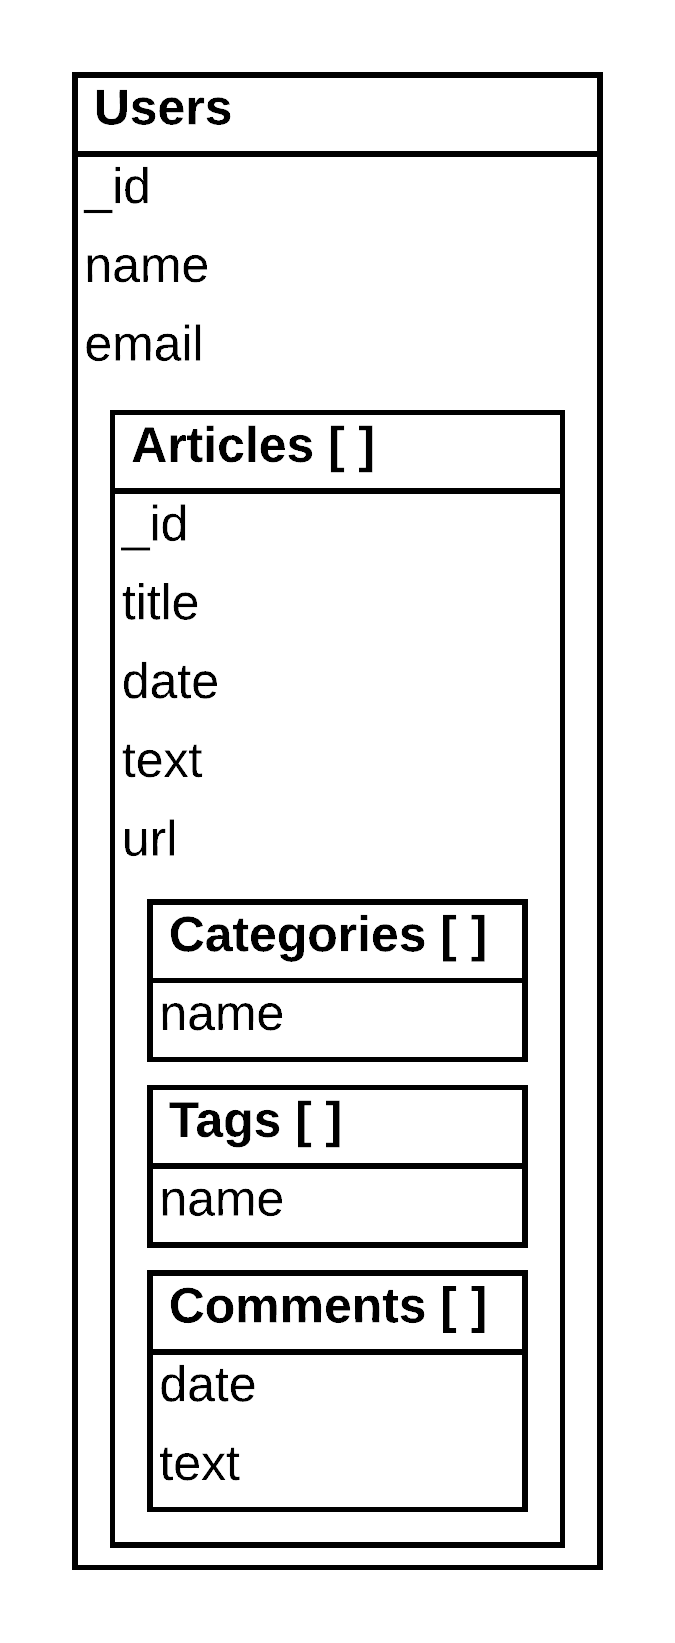 Users
_id
name
email
Articles [ ]
_id
title
date
text
url
Categories [ ]
name
Tags [ ]
name
Comments [ ]
date
text